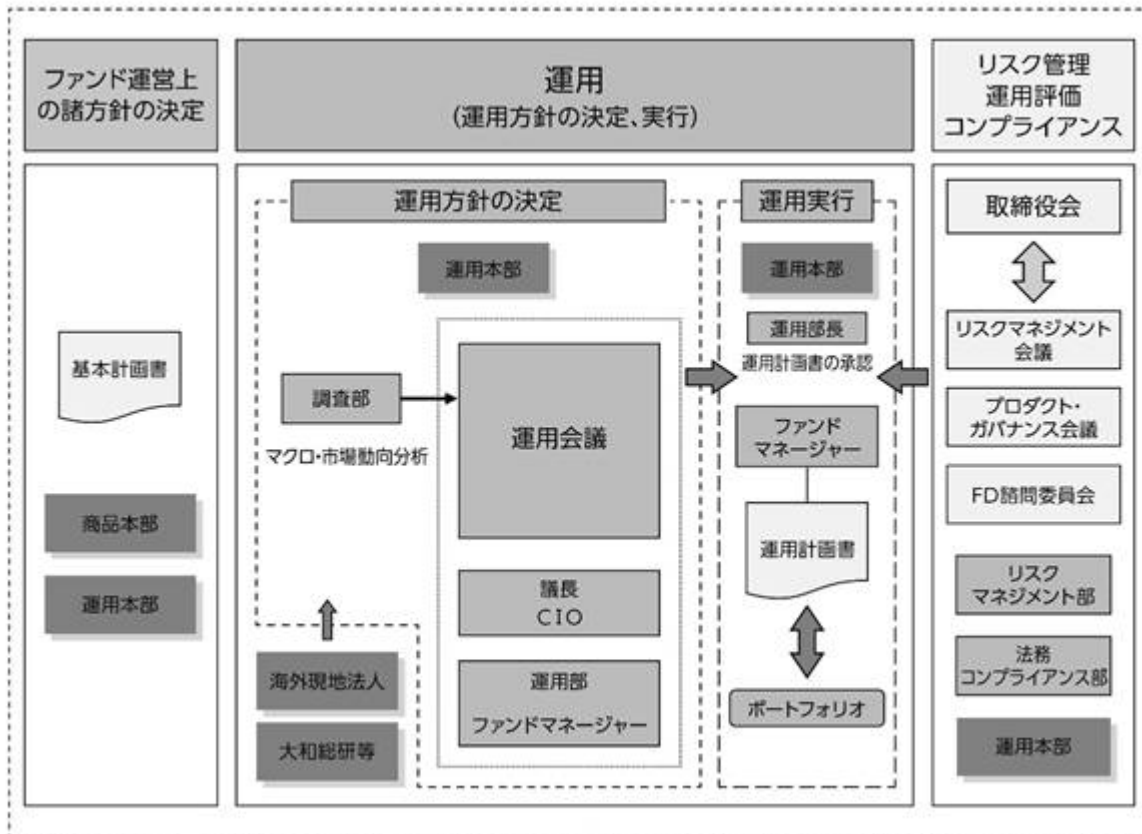 ファンド運営上
の諸方針の決定
運用
(運用方針の決定、実行)
リスク管理
運用評価
コンプライアンス
基本計画書
商品本部
運用本部
運用方針の決定
運用本部
調査部
マクロ・市場動向分析
運用会議
議長
CIO
運用部
ファンドマネージャー
海外現地法人
大和総研等
運用実行
運用本部
運用部長
運用計画書の承認
ファンド
マネージャー
運用計画書
ポートフォリオ
取締役会
リスクマネジメント
会議
プロダクト・
ガバナンス会議
FD諮問委員会
リスク
マネジメント部
法務
コンプライアンス部
運用本部